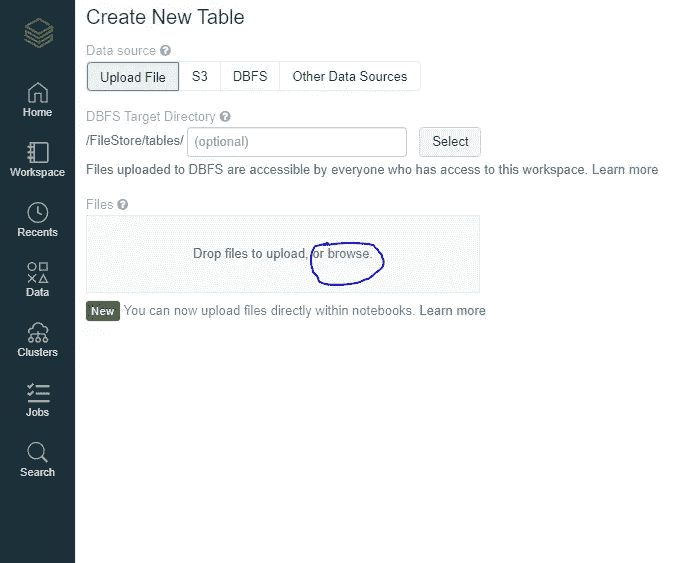 Create New Table
Data source
Upload File S3 DBFS Other Data Sources
Home
DBFS Target Directory
/FileStore/tables/ (optional) Select
Workspace
Files uploaded to DBFS are accessible by everyone who has access to this workspace. Learn more
Files
Recents
Drop files to upload, or browse.
Data
New You can now upload files directly within notebooks. Learn more
Clusters
Jobs
Search